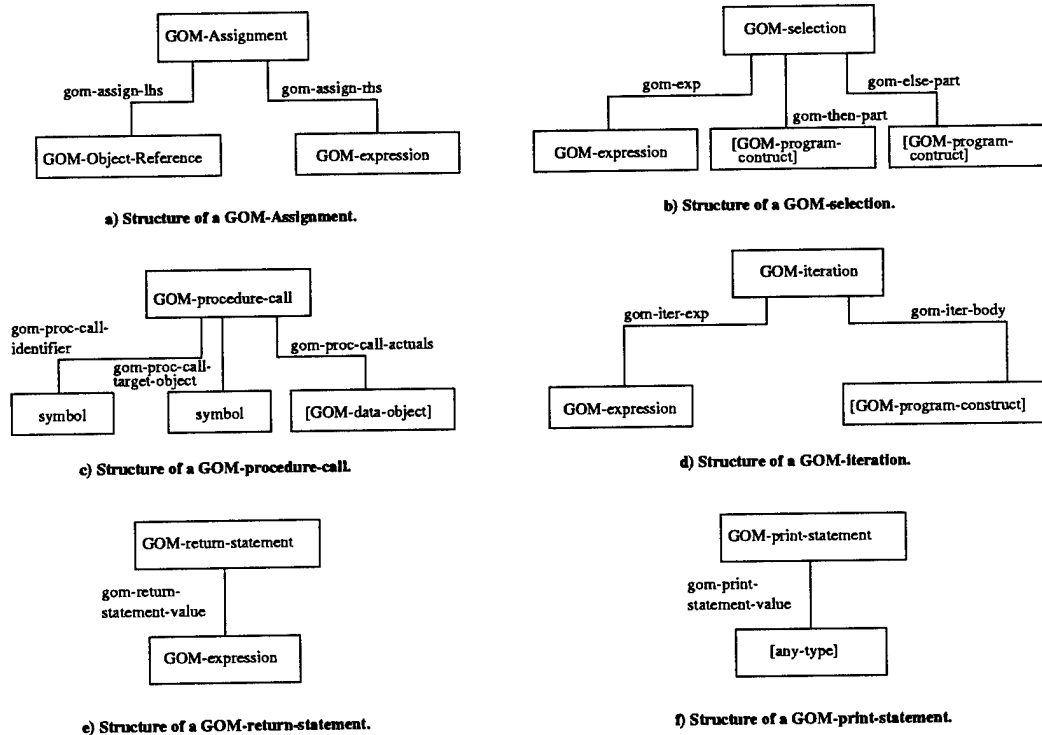 GOM-Assignment
gom-assign-lhs
gom-assign-rhs
GOM-Object-Reference
GOM-expression
a) Structure of a GOM-Assignment.
GOM-selection
gom-exp
gom-else-part
gom-then-part
GOM-expression
[GOM-program-
contruct]
[GOM-program-
contruct]
b) Structure of a GOM-selection.
GOM-procedure-call
gom-proc-call-
identifier
gom-proc-call-
target-object
gom-proc-call-actuals
symbol
symbol
[GOM-data-object]
c) Structure of a GOM-procedure-call.
GOM-iteration
gom-iter-exp
gom-iter-body
GOM-expression
[GOM-program-construct]
d) Structure of a GOM-iteration.
GOM-return-statement
gom-return-
statement-value
GOM-expression
e) Structure of a GOM-return-statement.
GOM-print-statement
gom-print-
statement-value
[any-type]
f) Structure of a GOM-print-statement.